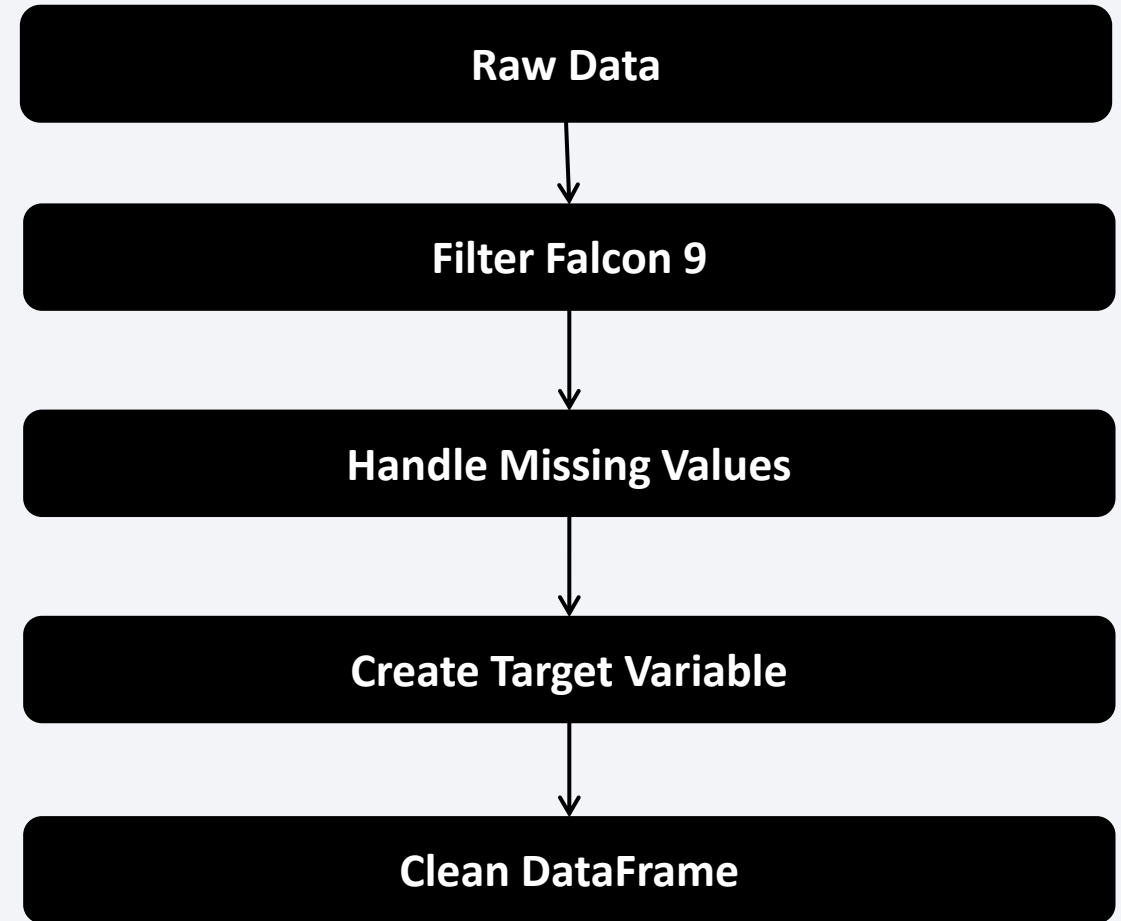 Raw Data
Filter Falcon 9
Handle Missing Values
Create Target Variable
Clean DataFrame